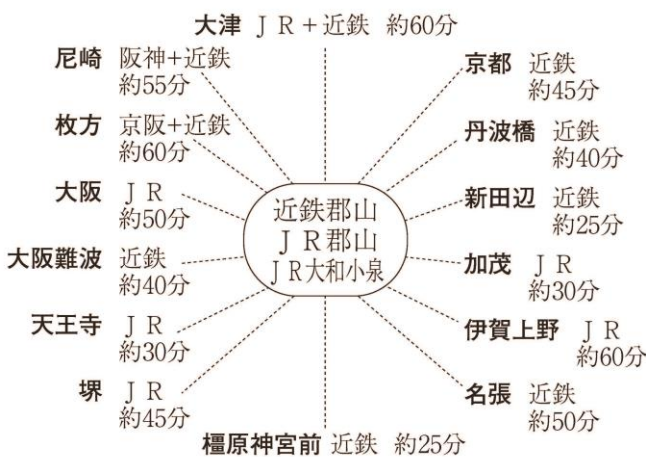 大津 ＪＲ＋近鉄 約60分
尼崎 阪神＋近鉄
約55分
枚方 京阪＋近鉄
約60分
大阪 ＪＲ
約50分
大阪難波 近鉄
約40分
天王寺 ＪＲ
約30分
堺 ＪＲ
約45分
近鉄郡山
ＪＲ郡山
ＪＲ大和小泉
京都 近鉄
約45分
丹波橋 近鉄
約40分
新田辺 近鉄
約25分
加茂 ＪＲ
約30分
伊賀上野 ＪＲ
約60分
名張 近鉄
約50分
橿原神宮前 近鉄 約25分